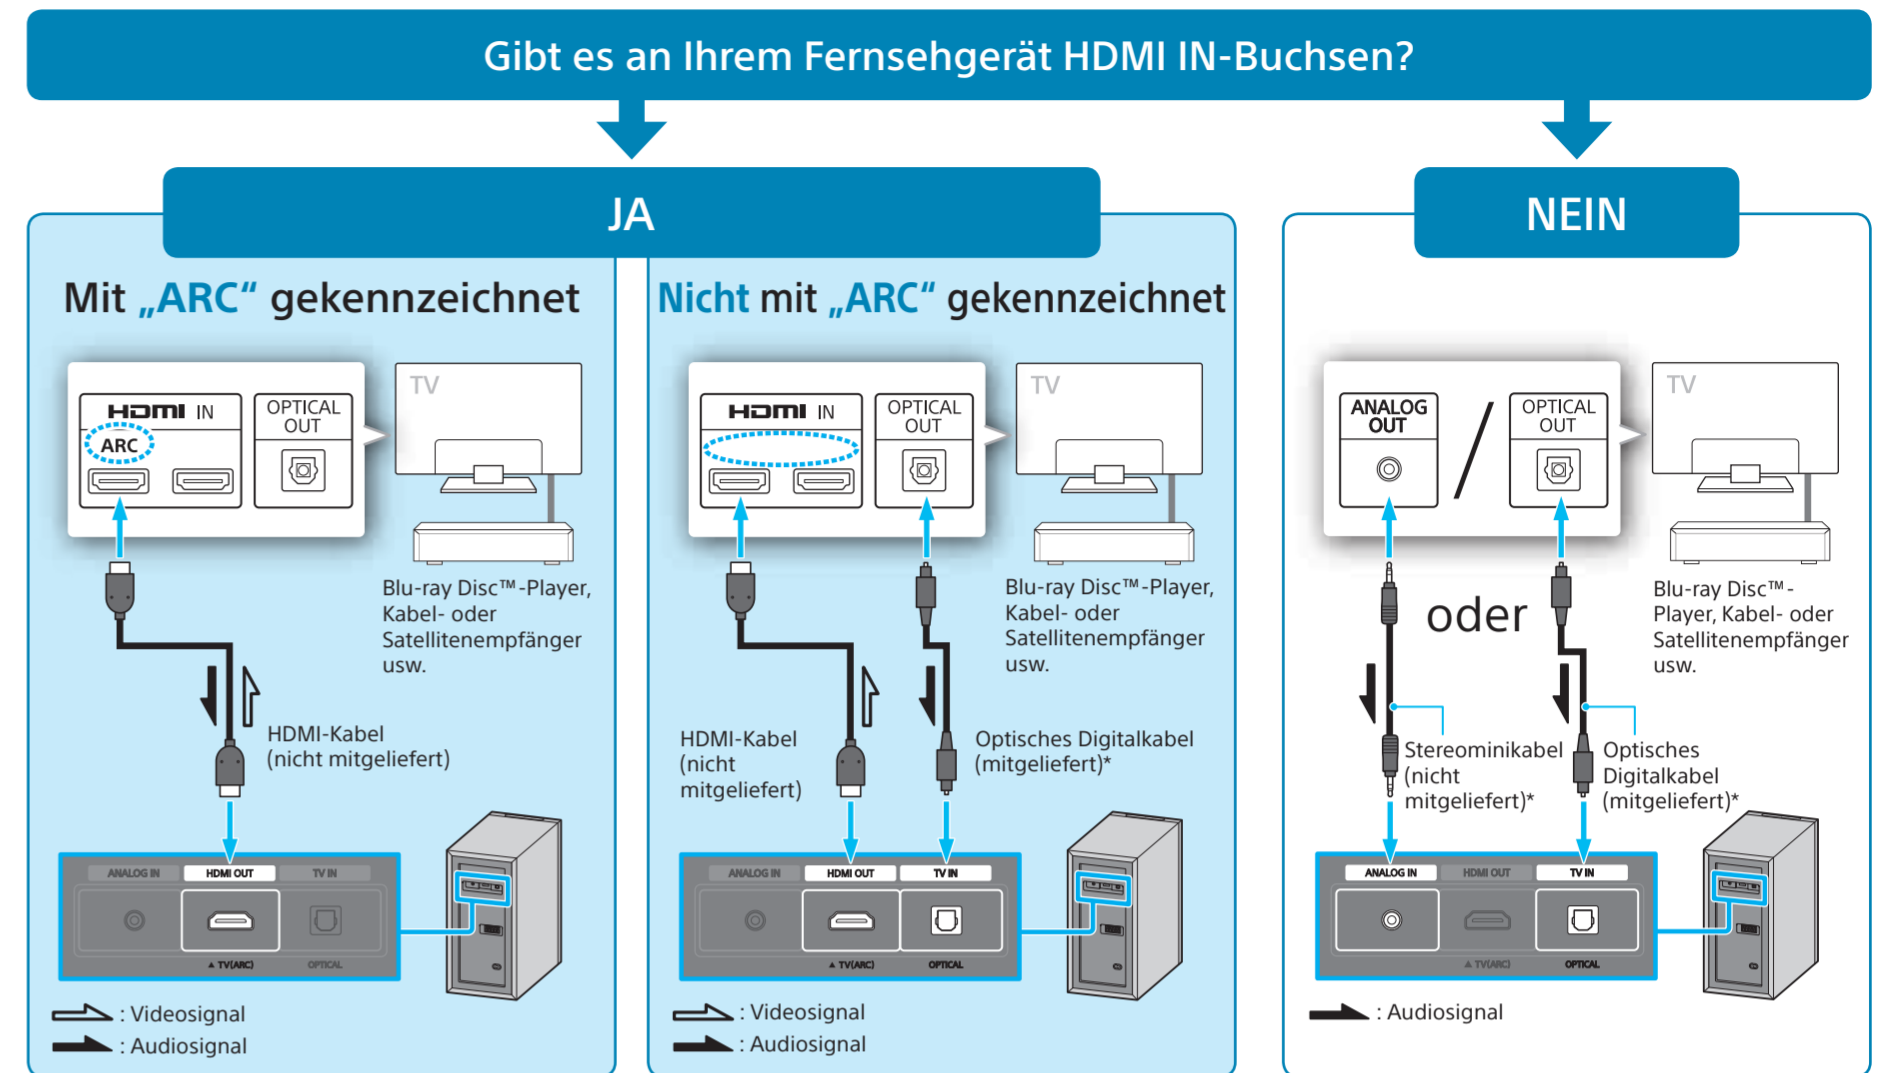 Gibt es an Ihrem Fernsehgerät HDMI IN-Buchsen?
JA
Mit „ARC“ gekennzeichnet
HDMI IN
ARC
OPTICAL
OUT
TV
Blu-ray Disc™-Player,
Kabel- oder
Satellitenempfänger
usw.
HDMI-Kabel
(nicht mitgeliefert)
ANALOG IN
HDMI OUT
TV IN
▲ TV(ARC)
OPTICAL
: Videosignal
: Audiosignal
Nicht mit „ARC“ gekennzeichnet
HDMI IN
OPTICAL
OUT
TV
Blu-ray Disc™-Player,
Kabel- oder
Satellitenempfänger
usw.
HDMI-Kabel
(nicht
mitgeliefert)
Optisches Digitalkabel
(mitgeliefert)*
ANALOG IN
HDMI OUT
TV IN
▲ TV(ARC)
OPTICAL
: Videosignal
: Audiosignal
NEIN
ANALOG
OUT
/
OPTICAL
OUT
TV
Blu-ray Disc™-
Player, Kabel- oder
Satellitenempfänger
usw.
oder
Stereominikabel
(nicht
mitgeliefert)*
Optisches
Digitalkabel
(mitgeliefert)*
ANALOG IN
HDMI OUT
TV IN
▲ TV(ARC)
OPTICAL
: Audiosignal